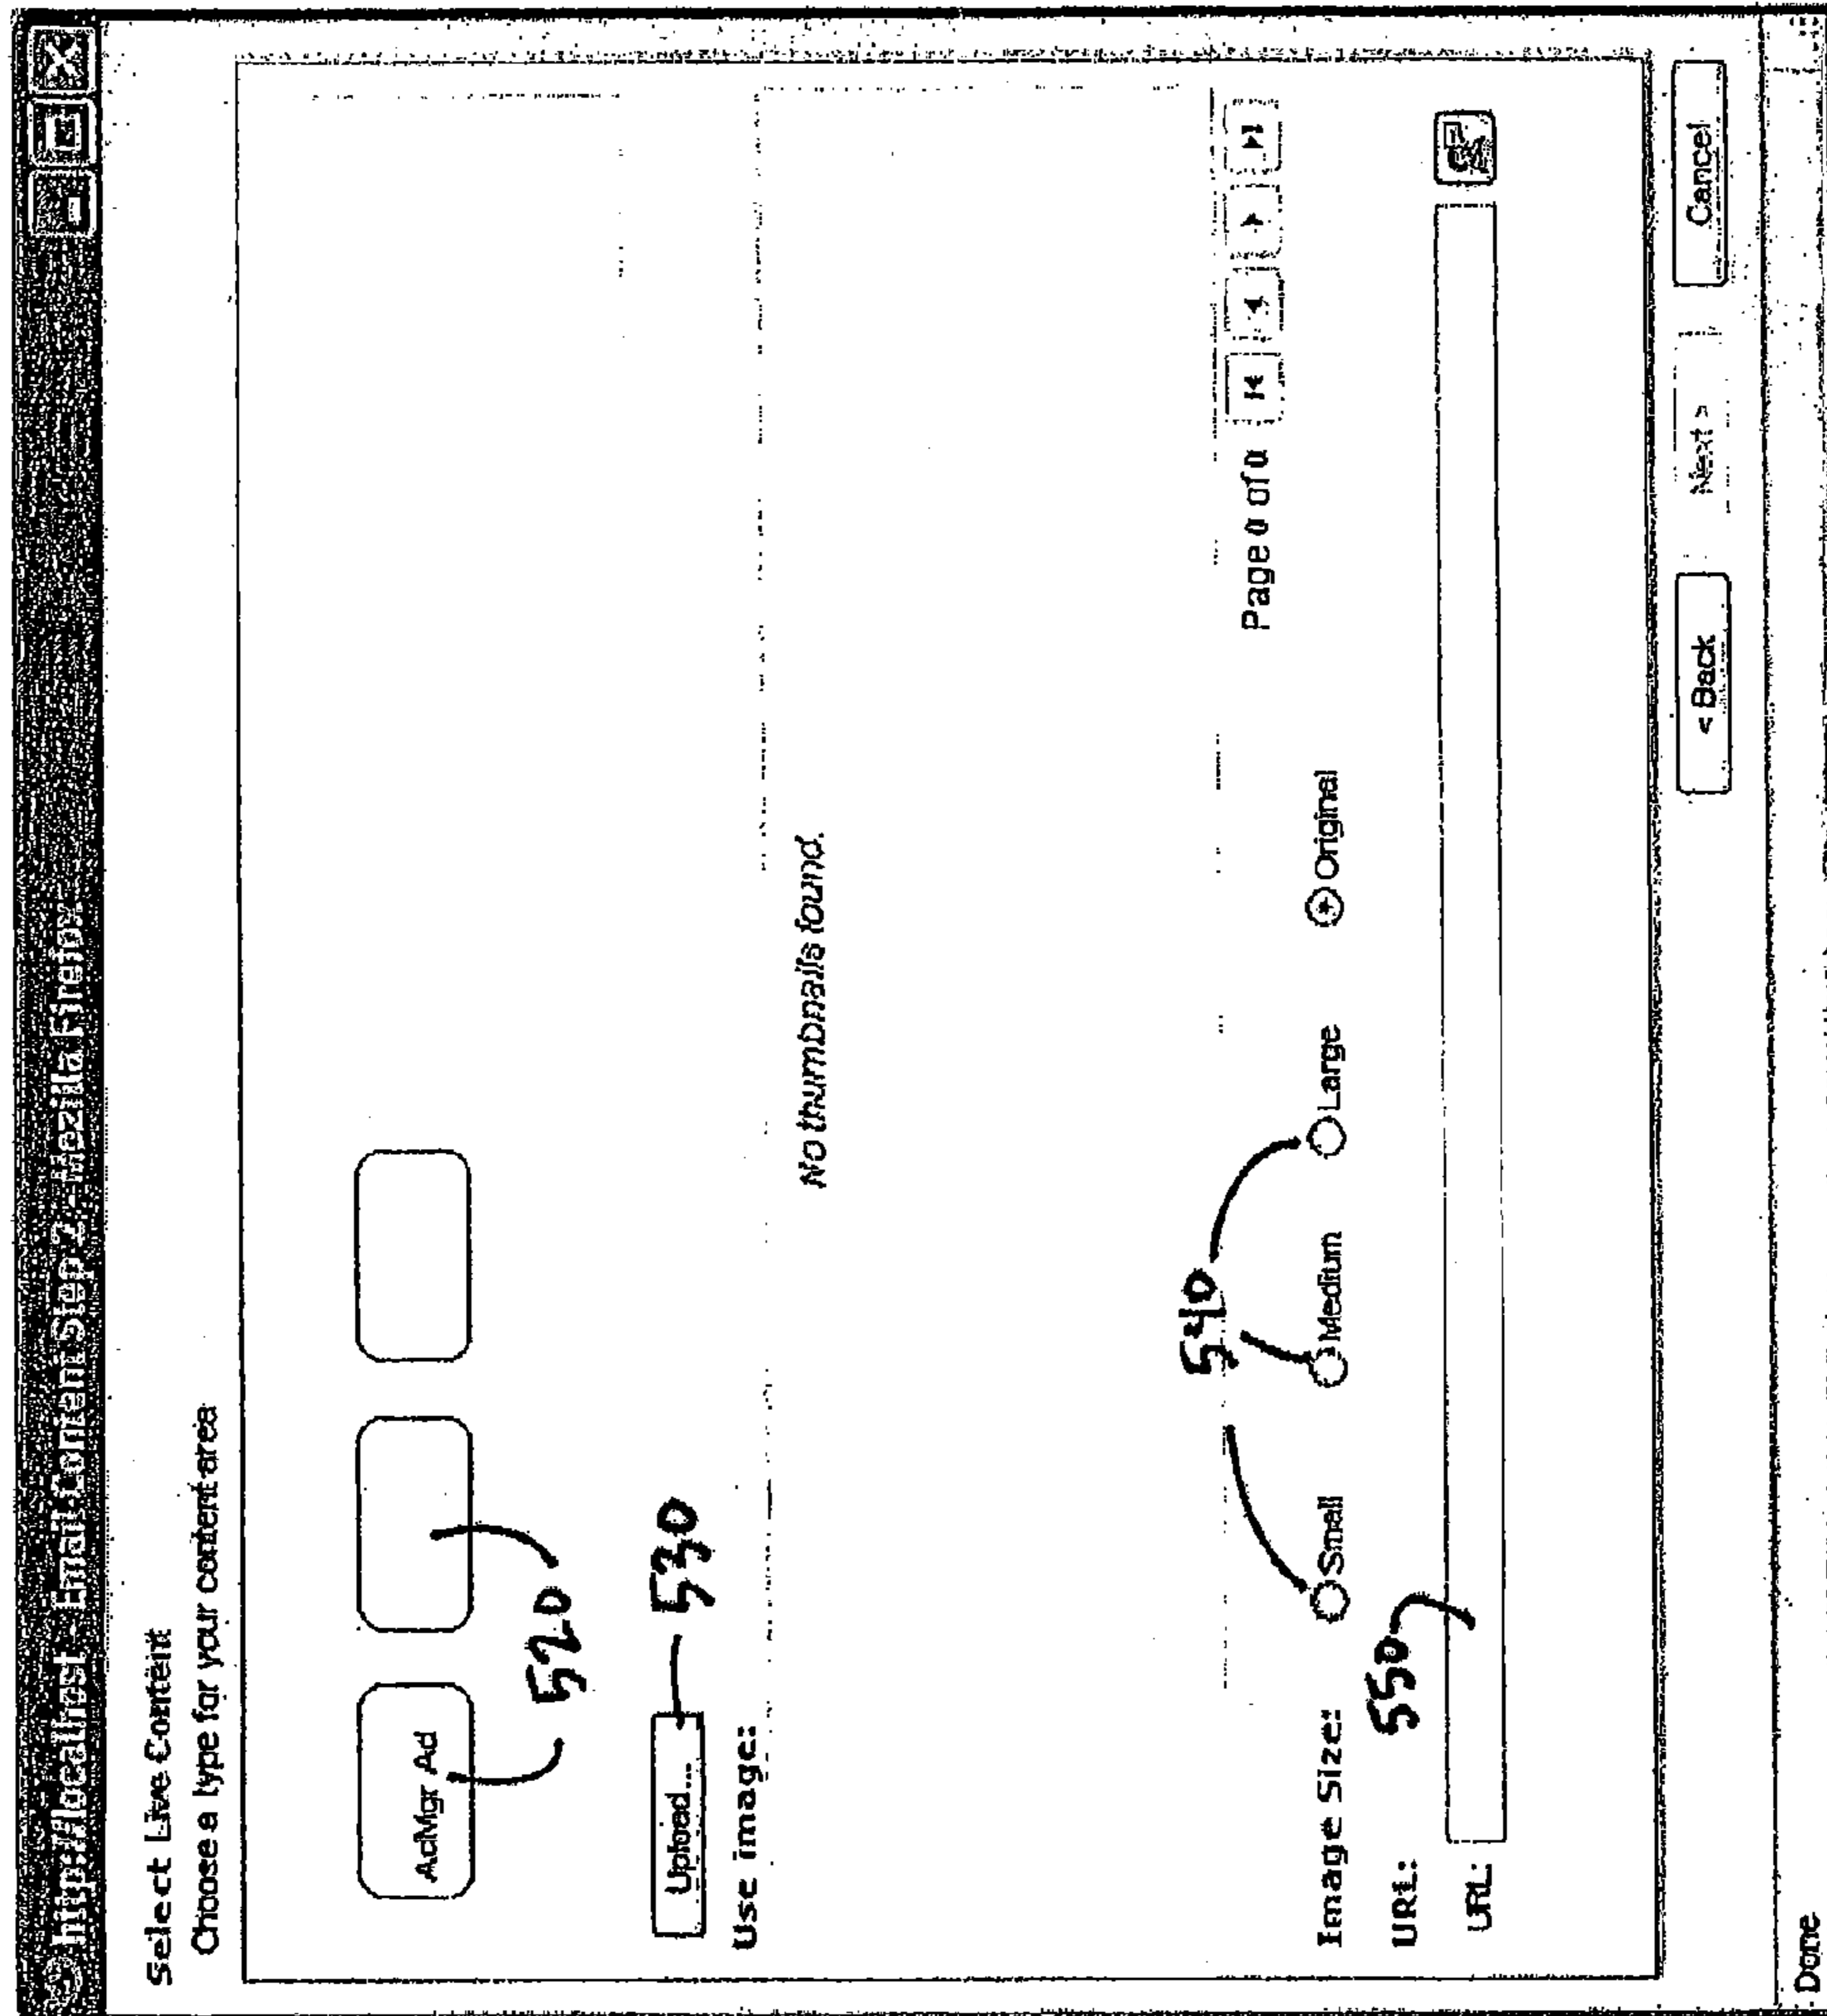 http://localhost - Email Content Step 2 - Mozilla Firefox
Select Live Content
Choose a type for your content area
AdMgr Ad
520
Upload...
530
Use image:
No thumbnails found.
540
Page 0 of 0
Image Size:
Small
Medium
Large
Original
URL:
550
URL:
< Back
Next >
Cancel
Done